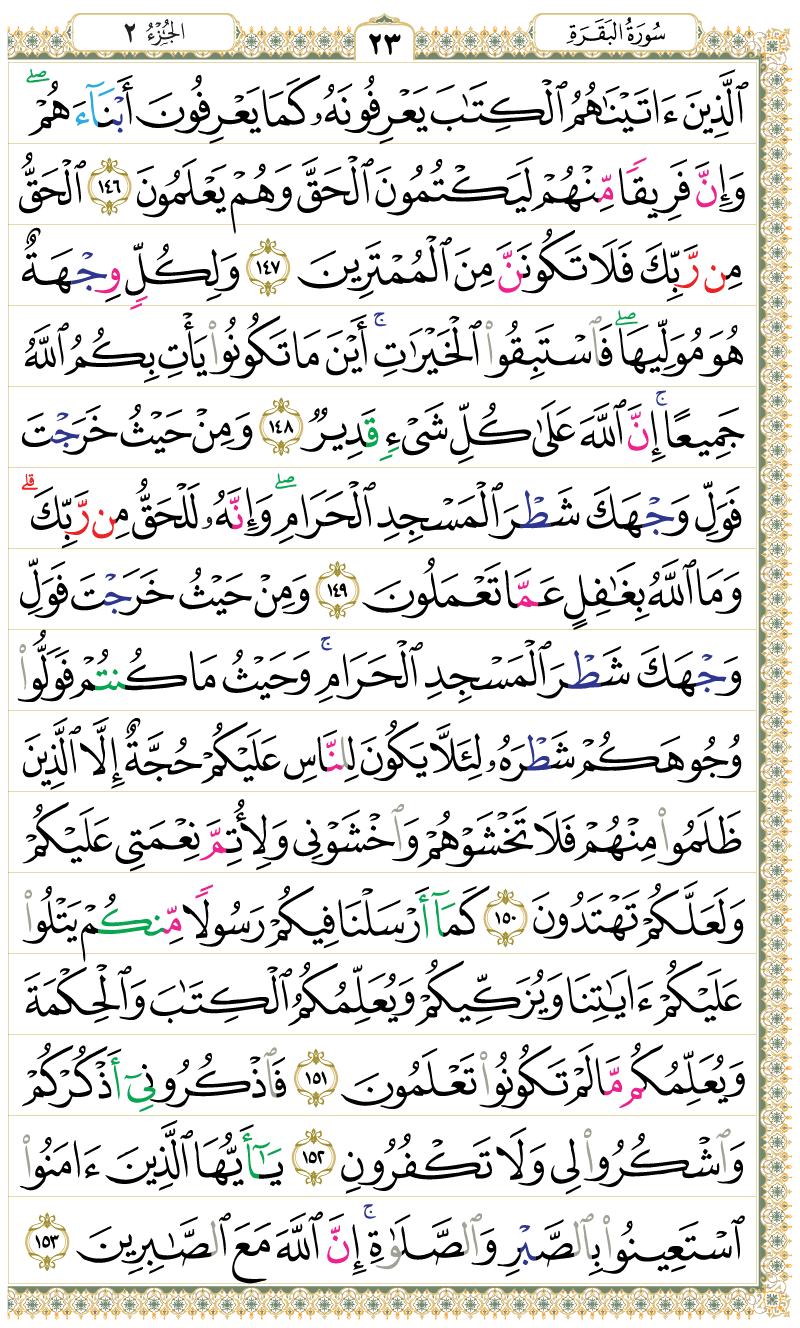 سُورَةُ البَقَرَةِ ٢٣ الجُزْءُ ٢
ٱلَّذِينَ ءَاتَيْنَـٰهُمُ ٱلْكِتَـٰبَ يَعْرِفُونَهُۥ كَمَا يَعْرِفُونَ أَبْنَآءَهُمْ ۖ
وَإِنَّ فَرِيقًا مِّنْهُمْ لَيَكْتُمُونَ ٱلْحَقَّ وَهُمْ يَعْلَمُونَ ١٤٦ ٱلْحَقُّ
مِن رَّبِّكَ فَلَا تَكُونَنَّ مِنَ ٱلْمُمْتَرِينَ ١٤٧ وَلِكُلٍّ وِجْهَةٌ
هُوَ مُوَلِّيهَا ۖ فَٱسْتَبِقُوا۟ ٱلْخَيْرَٰتِ ۚ أَيْنَ مَا تَكُونُوا۟ يَأْتِ بِكُمُ ٱللَّهُ
جَمِيعًا ۚ إِنَّ ٱللَّهَ عَلَىٰ كُلِّ شَىْءٍ قَدِيرٌ ١٤٨ وَمِنْ حَيْثُ خَرَجْتَ
فَوَلِّ وَجْهَكَ شَطْرَ ٱلْمَسْجِدِ ٱلْحَرَامِ ۖ وَإِنَّهُۥ لَلْحَقُّ مِن رَّبِّكَ ۗ
وَمَا ٱللَّهُ بِغَـٰفِلٍ عَمَّا تَعْمَلُونَ ١٤٩ وَمِنْ حَيْثُ خَرَجْتَ فَوَلِّ
وَجْهَكَ شَطْرَ ٱلْمَسْجِدِ ٱلْحَرَامِ ۚ وَحَيْثُ مَا كُنتُمْ فَوَلُّوا۟
وُجُوهَكُمْ شَطْرَهُۥ لِئَلَّا يَكُونَ لِلنَّاسِ عَلَيْكُمْ حُجَّةٌ إِلَّا ٱلَّذِينَ
ظَلَمُوا۟ مِنْهُمْ فَلَا تَخْشَوْهُمْ وَٱخْشَوْنِى وَلِأُتِمَّ نِعْمَتِى عَلَيْكُمْ
وَلَعَلَّكُمْ تَهْتَدُونَ ١٥٠ كَمَآ أَرْسَلْنَا فِيكُمْ رَسُولًا مِّنكُمْ يَتْلُوا۟
عَلَيْكُمْ ءَايَـٰتِنَا وَيُزَكِّيكُمْ وَيُعَلِّمُكُمُ ٱلْكِتَـٰبَ وَٱلْحِكْمَةَ
وَيُعَلِّمُكُم مَّا لَمْ تَكُونُوا۟ تَعْلَمُونَ ١٥١ فَٱذْكُرُونِىٓ أَذْكُرْكُمْ
وَٱشْكُرُوا۟ لِى وَلَا تَكْفُرُونِ ١٥٢ يَـٰٓأَيُّهَا ٱلَّذِينَ ءَامَنُوا۟
ٱسْتَعِينُوا۟ بِٱلصَّبْرِ وَٱلصَّلَوٰةِ ۚ إِنَّ ٱللَّهَ مَعَ ٱلصَّـٰبِرِينَ ١٥٣